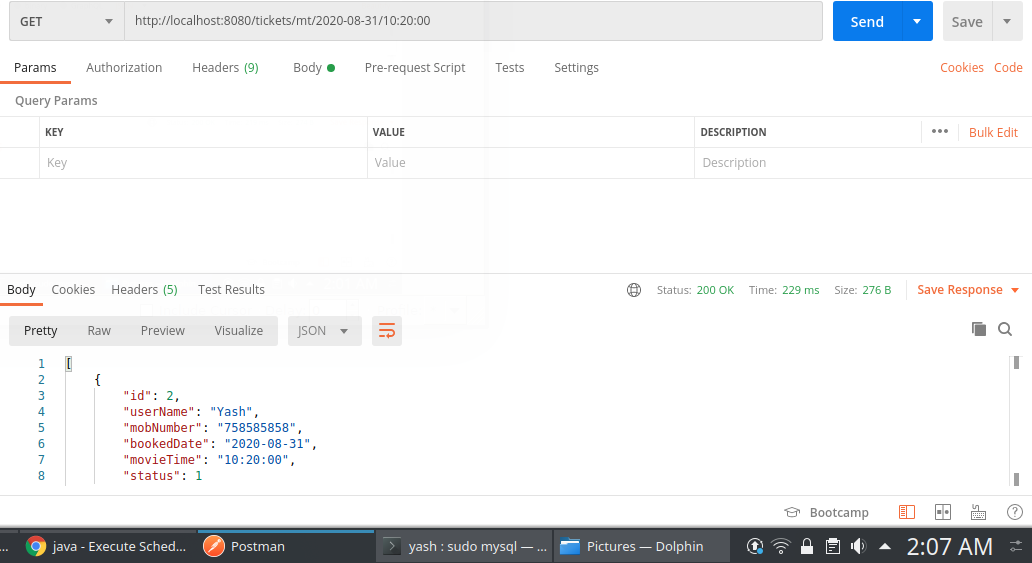 GET http://localhost:8080/tickets/mt/2020-08-31/10:20:00 Send Save
Params Authorization Headers (9) Body Pre-request Script Tests Settings Cookies Code
Query Params
KEY VALUE DESCRIPTION ••• Bulk Edit
Key Value Description
Body Cookies Headers (5) Test Results Status: 200 OK Time: 229 ms Size: 276 B Save Response
Pretty Raw Preview Visualize JSON
1 [
2 {
3 "id": 2,
4 "userName": "Yash",
5 "mobNumber": "758585858",
6 "bookedDate": "2020-08-31",
7 "movieTime": "10:20:00",
8 "status": 1
Bootcamp
... java - Execute Sched... Postman yash : sudo mysql — ... Pictures — Dolphin 2:07 AM